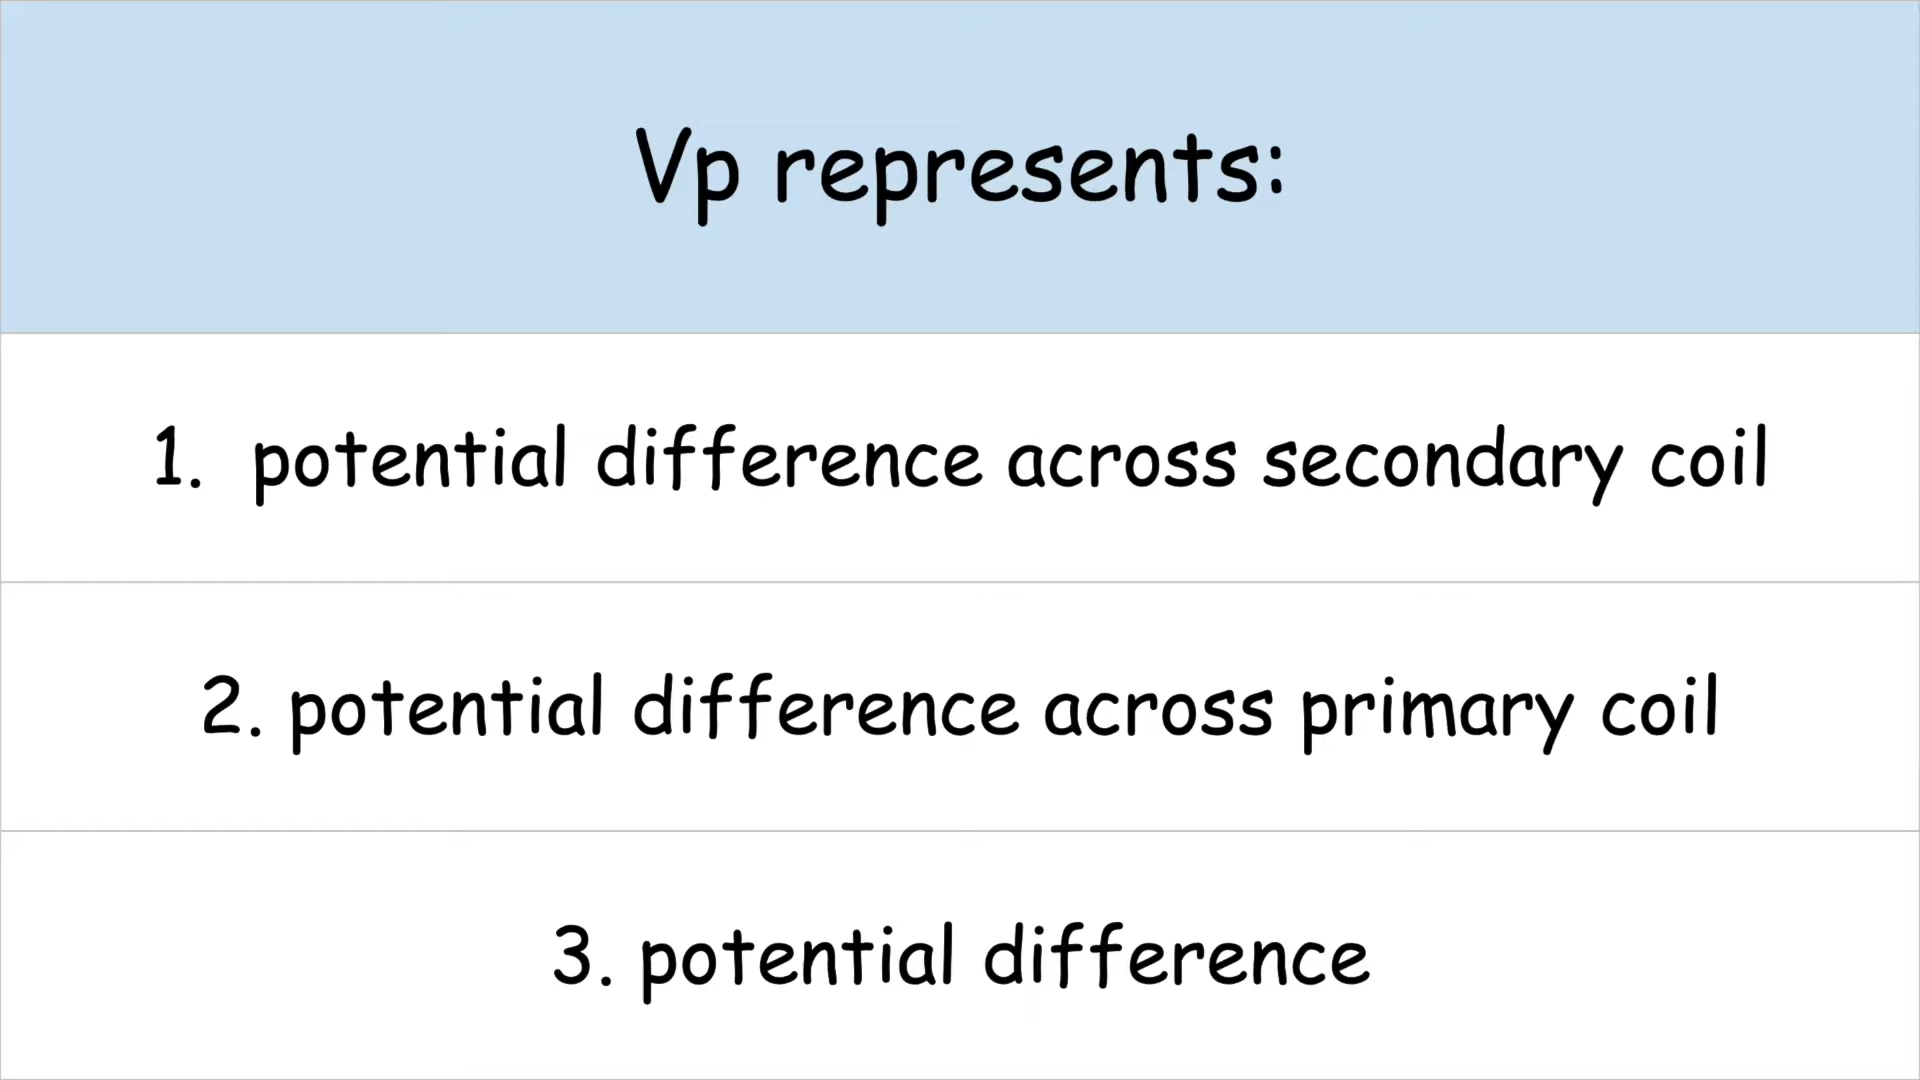 Vp represents:
1. potential difference across secondary coil
2. potential difference across primary coil
3. potential difference